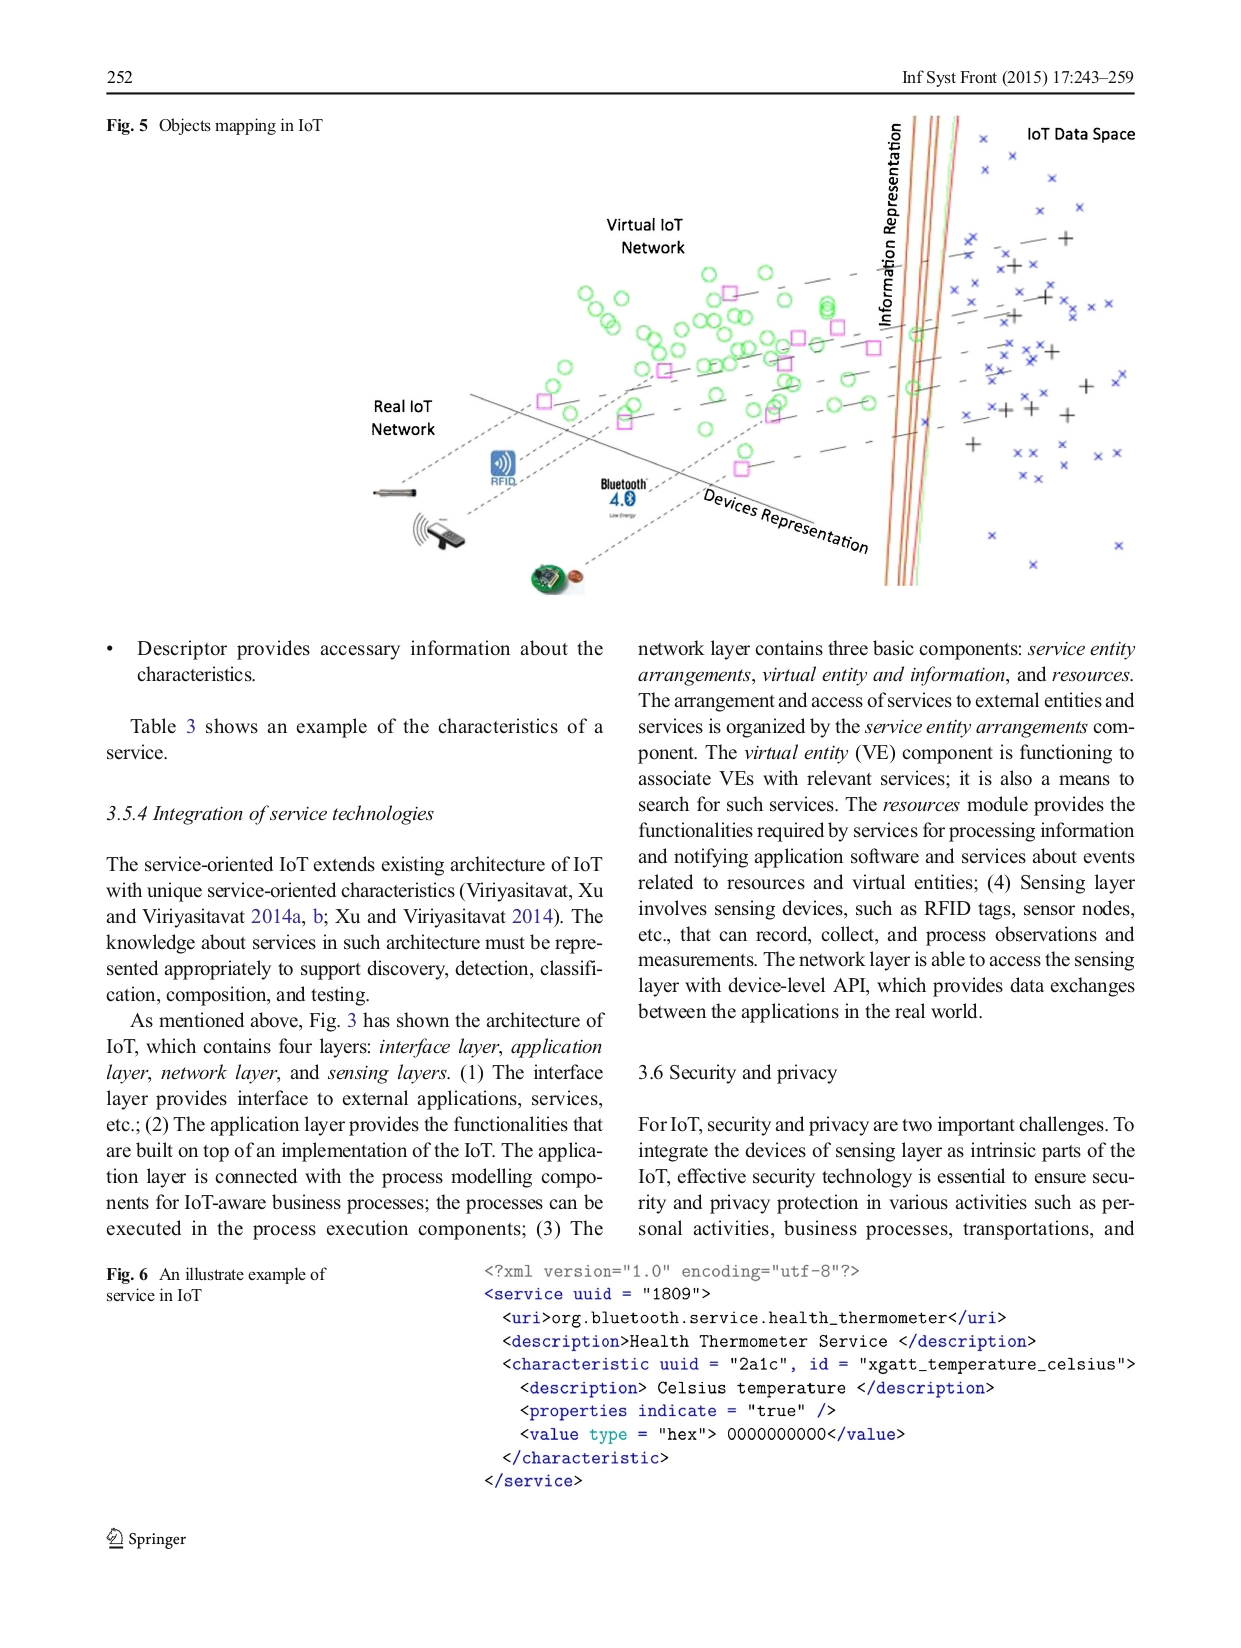 252
Inf Syst Front (2015) 17:243–259
Fig. 5 Objects mapping in IoT
Information Representation
IoT Data Space
Virtual IoT
Network
Real IoT
Network
RFID
Bluetooth
4.0
Low Energy
Devices Representation
• Descriptor provides accessary information about the
characteristics.
Table 3 shows an example of the characteristics of a
service.
3.5.4 Integration of service technologies
The service-oriented IoT extends existing architecture of IoT
with unique service-oriented characteristics (Viriyasitavat, Xu
and Viriyasitavat 2014a, b; Xu and Viriyasitavat 2014). The
knowledge about services in such architecture must be repre-
sented appropriately to support discovery, detection, classifi-
cation, composition, and testing.
As mentioned above, Fig. 3 has shown the architecture of
IoT, which contains four layers: interface layer, application
layer, network layer, and sensing layers. (1) The interface
layer provides interface to external applications, services,
etc.; (2) The application layer provides the functionalities that
are built on top of an implementation of the IoT. The applica-
tion layer is connected with the process modelling compo-
nents for IoT-aware business processes; the processes can be
executed in the process execution components; (3) The
network layer contains three basic components: service entity
arrangements, virtual entity and information, and resources.
The arrangement and access of services to external entities and
services is organized by the service entity arrangements com-
ponent. The virtual entity (VE) component is functioning to
associate VEs with relevant services; it is also a means to
search for such services. The resources module provides the
functionalities required by services for processing information
and notifying application software and services about events
related to resources and virtual entities; (4) Sensing layer
involves sensing devices, such as RFID tags, sensor nodes,
etc., that can record, collect, and process observations and
measurements. The network layer is able to access the sensing
layer with device-level API, which provides data exchanges
between the applications in the real world.
3.6 Security and privacy
For IoT, security and privacy are two important challenges. To
integrate the devices of sensing layer as intrinsic parts of the
IoT, effective security technology is essential to ensure secu-
rity and privacy protection in various activities such as per-
sonal activities, business processes, transportations, and
Fig. 6 An illustrate example of
service in IoT
<?xml version="1.0" encoding="utf-8"?>
<service uuid = "1809">
<uri>org.bluetooth.service.health_thermometer</uri>
<description>Health Thermometer Service </description>
<characteristic uuid = "2a1c", id = "xgatt_temperature_celsius">
<description> Celsius temperature </description>
<properties indicate = "true" />
<value type = "hex"> 0000000000</value>
</characteristic>
</service>
Springer